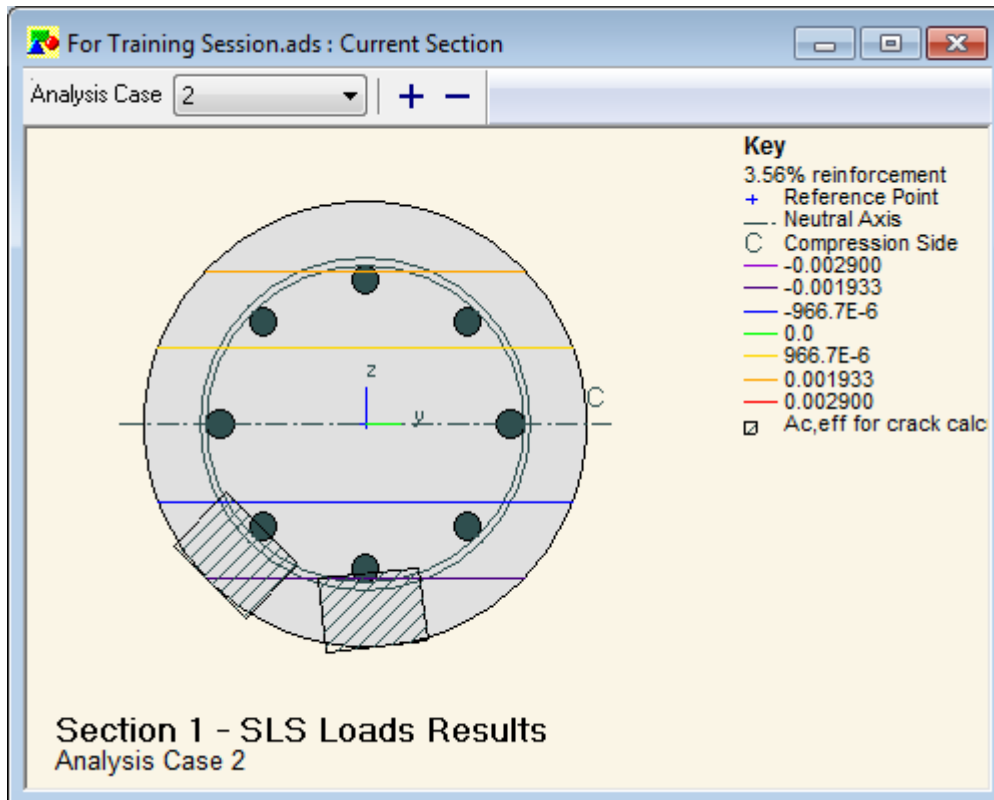 For Training Session.ads : Current Section
Analysis Case 2
+ −
Key
3.56% reinforcement
+ Reference Point
Neutral Axis
C Compression Side
-0.002900
-0.001933
-966.7E-6
0.0
966.7E-6
0.001933
0.002900
Ac,eff for crack calc
z
C
y
Section 1 - SLS Loads Results
Analysis Case 2